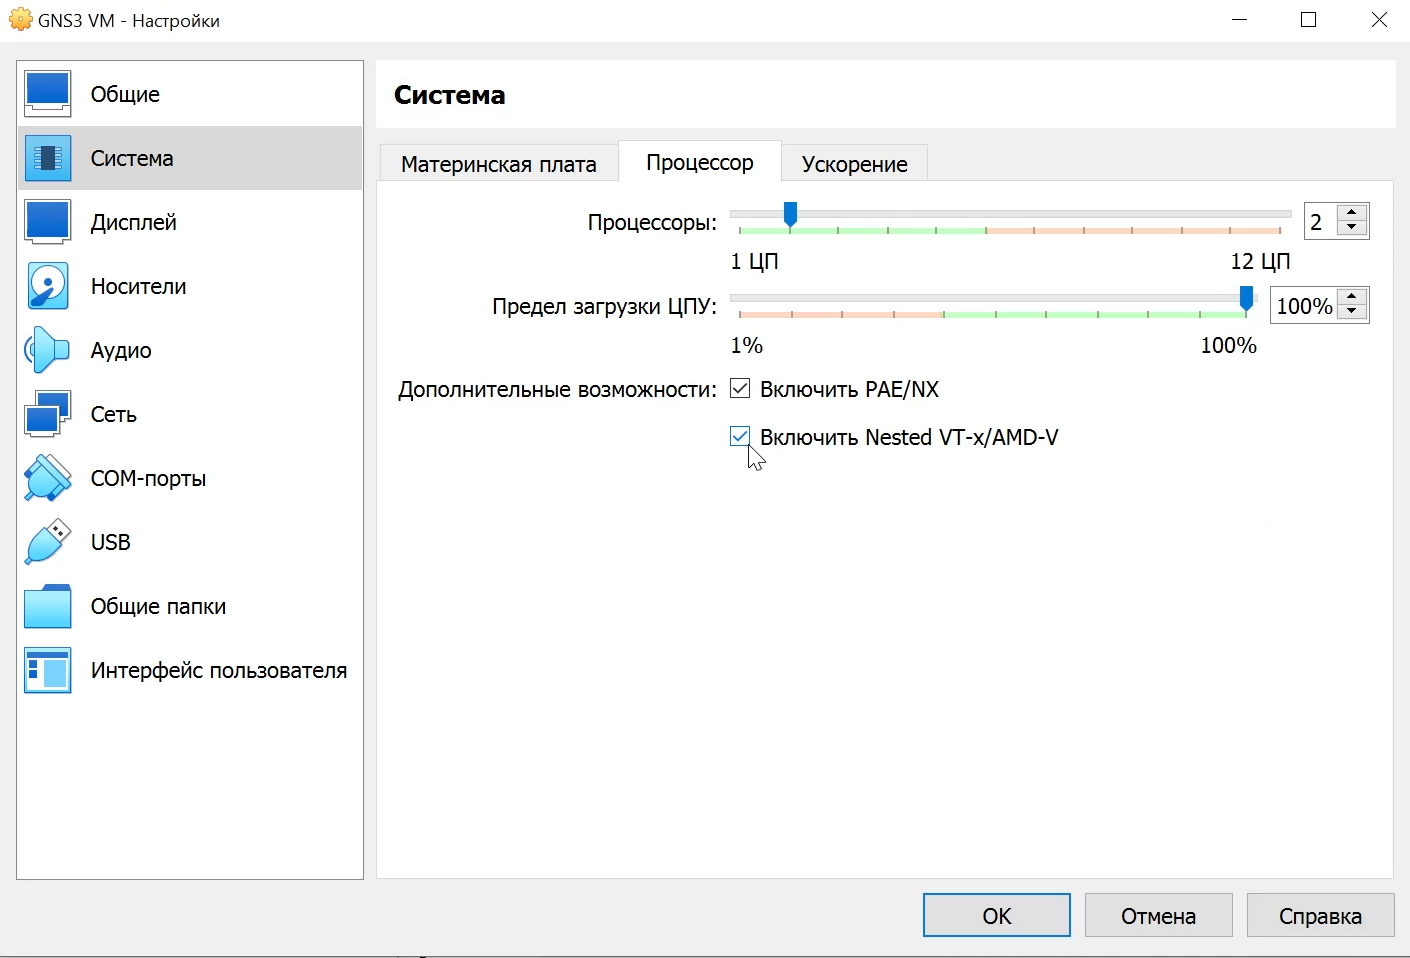 GNS3 VM - Настройки
Общие
Система
Дисплей
Носители
Аудио
Сеть
COM-порты
USB
Общие папки
Интерфейс пользователя
Система
Материнская плата
Процессор
Ускорение
Процессоры:
2
1 ЦП
12 ЦП
Предел загрузки ЦПУ:
100%
1%
100%
Дополнительные возможности:
Включить PAE/NX
Включить Nested VT-x/AMD-V
OK
Отмена
Справка